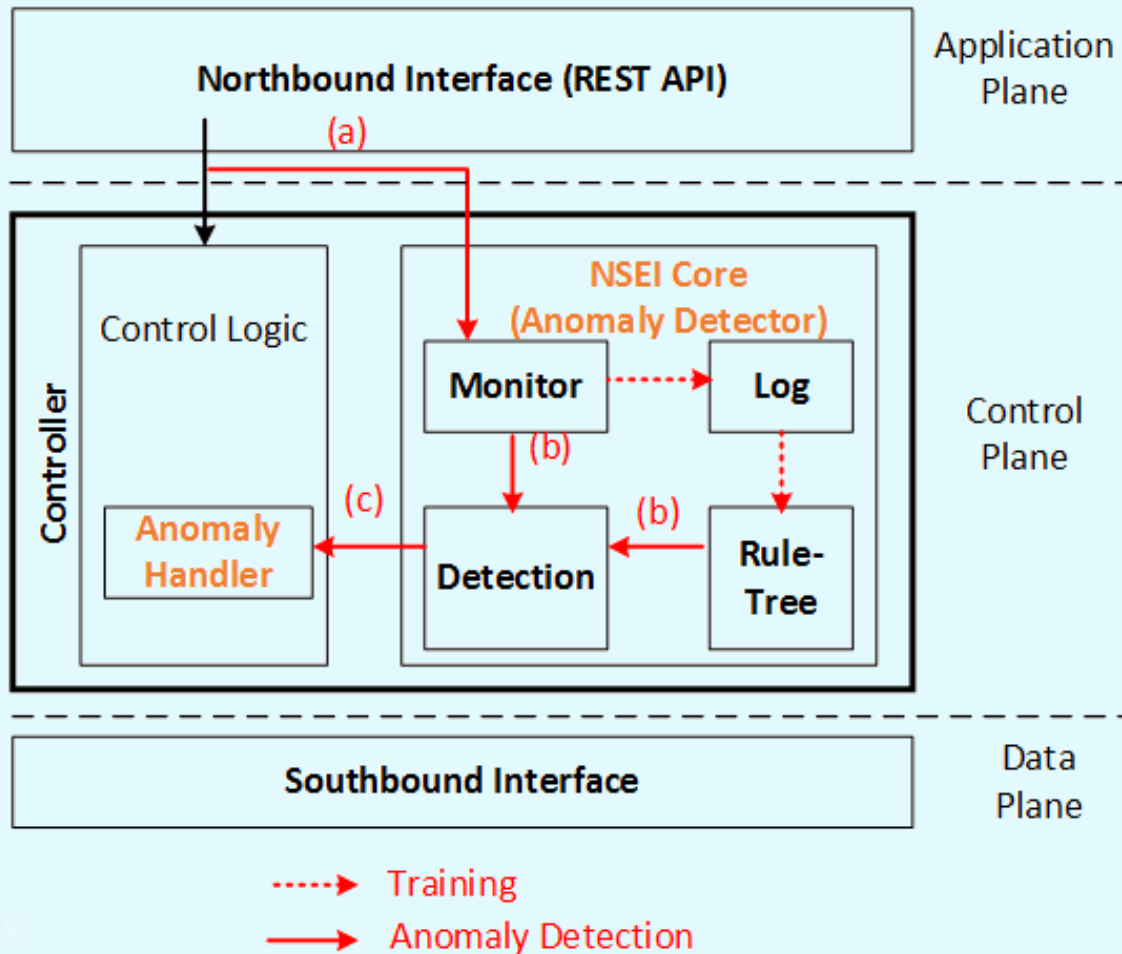 Northbound Interface (REST API)
Application
Plane
(a)
NSEI Core
(Anomaly Detector)
Control Logic
Monitor
Log
Controller
Control
Plane
(b)
(c)
(b)
Anomaly
Handler
Detection
Rule-
Tree
Southbound Interface
Data
Plane
Training
Anomaly Detection